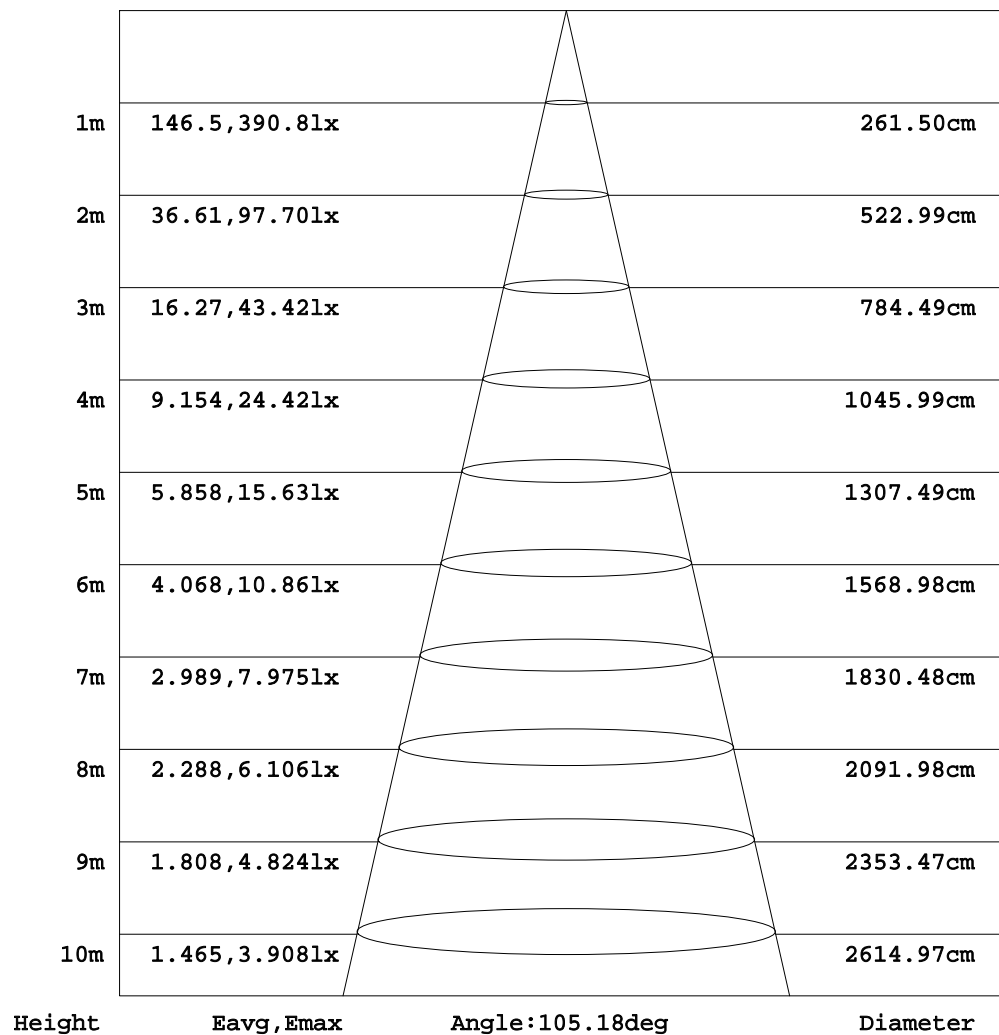 1m 146.5,390.8lx 261.50cm
2m 36.61,97.70lx 522.99cm
3m 16.27,43.42lx 784.49cm
4m 9.154,24.42lx 1045.99cm
5m 5.858,15.63lx 1307.49cm
6m 4.068,10.86lx 1568.98cm
7m 2.989,7.975lx 1830.48cm
8m 2.288,6.106lx 2091.98cm
9m 1.808,4.824lx 2353.47cm
10m 1.465,3.908lx 2614.97cm
Height Eavg,Emax Angle:105.18deg Diameter